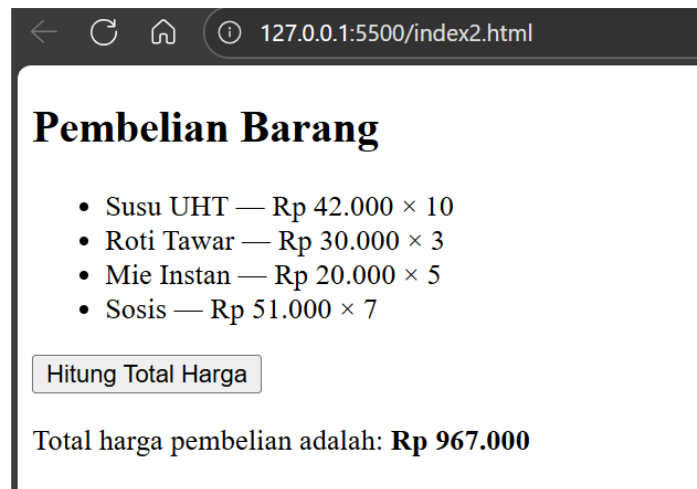 127.0.0.1:5500/index2.html
Pembelian Barang
• Susu UHT — Rp 42.000 × 10
• Roti Tawar — Rp 30.000 × 3
• Mie Instan — Rp 20.000 × 5
• Sosis — Rp 51.000 × 7
Hitung Total Harga
Total harga pembelian adalah: Rp 967.000